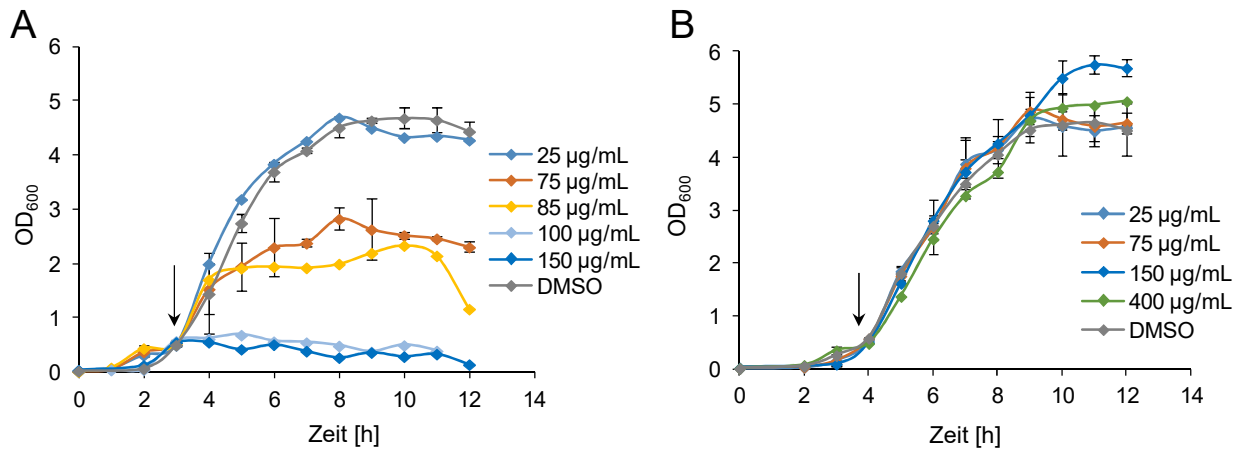 A
6
5
4
3
2
1
0
OD600
0 2 4 6 8 10 12 14
Zeit [h]
25 µg/mL
75 µg/mL
85 µg/mL
100 µg/mL
150 µg/mL
DMSO
B
6
5
4
3
2
1
0
OD600
0 2 4 6 8 10 12 14
Zeit [h]
25 µg/mL
75 µg/mL
150 µg/mL
400 µg/mL
DMSO